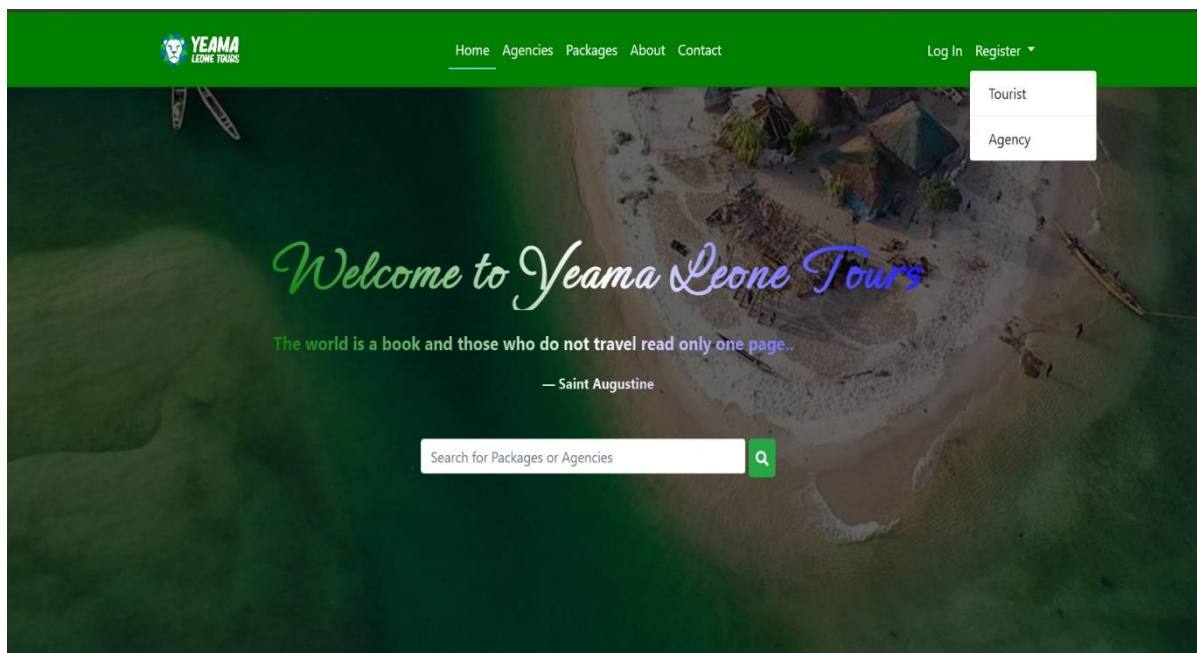 YEAMA
LEONE TOURS
Home Agencies Packages About Contact
Log In Register
Tourist
Agency
Welcome to Yeama Leone Tours
The world is a book and those who do not travel read only one page..
— Saint Augustine
Search for Packages or Agencies